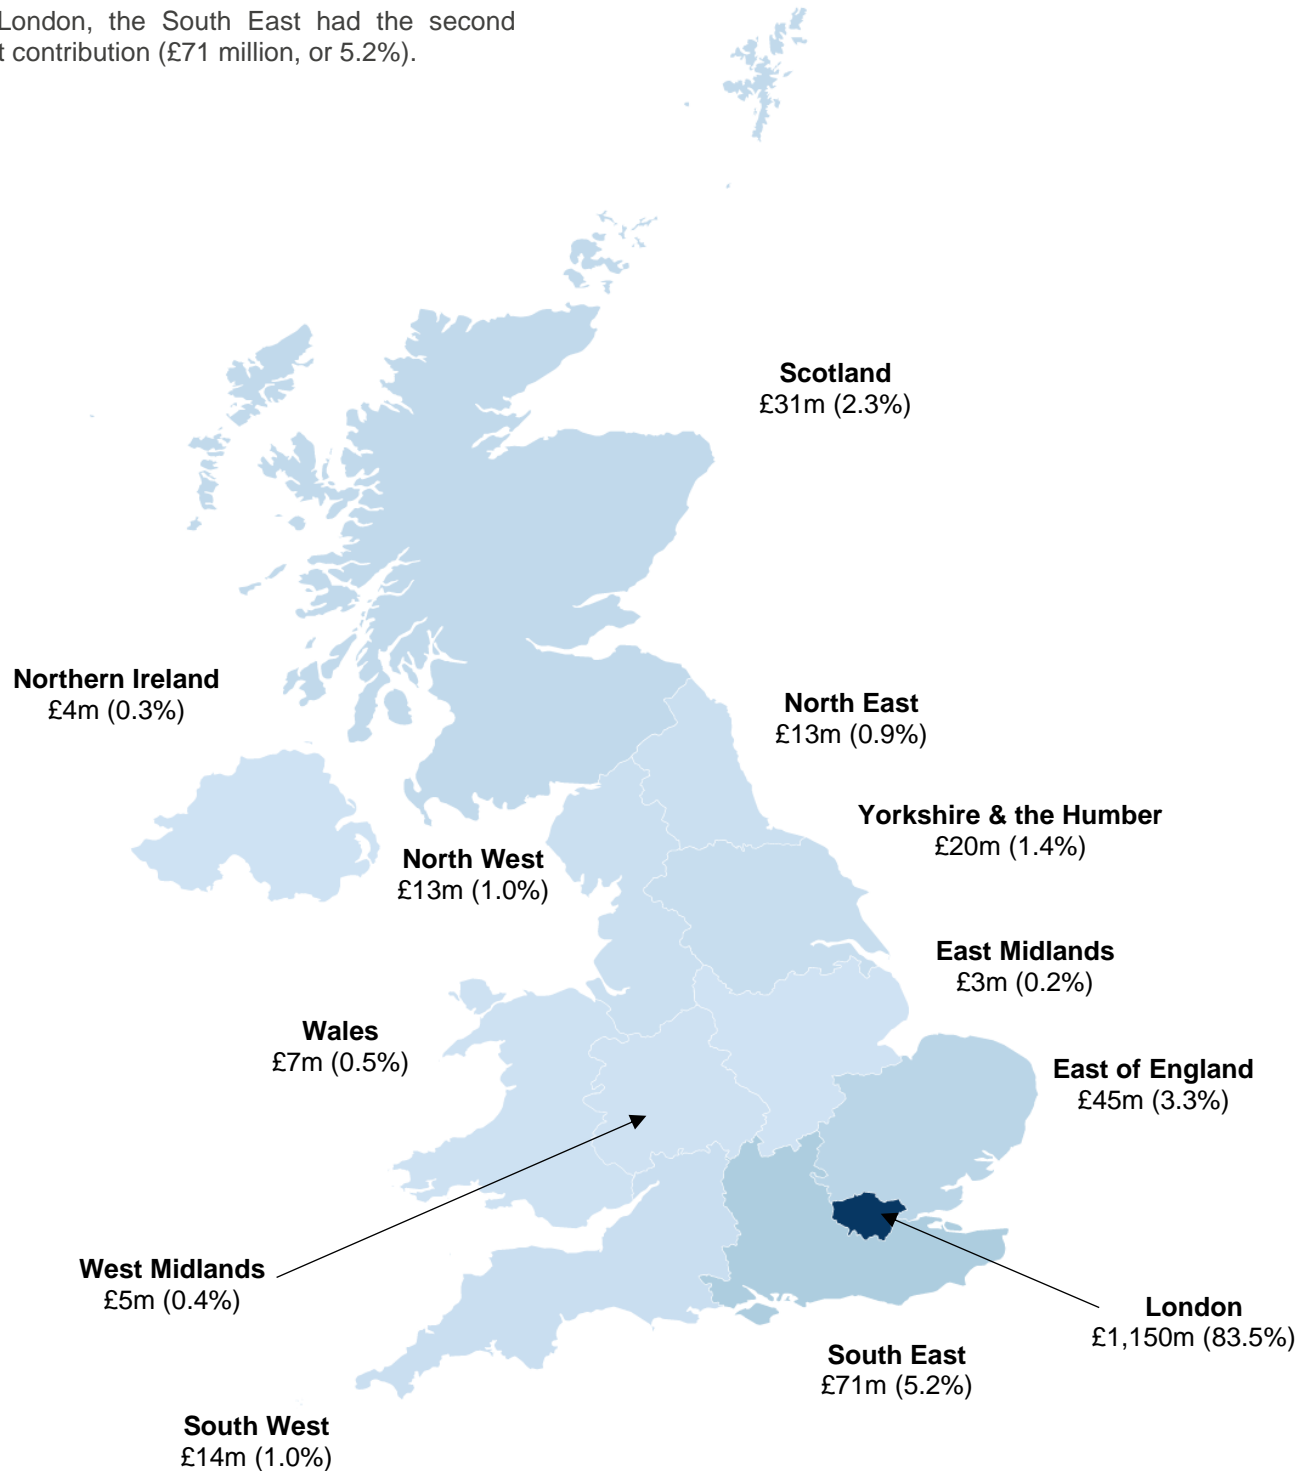 London, the South East had the second
t contribution (£71 million, or 5.2%).
Scotland
£31m (2.3%)
Northern Ireland
£4m (0.3%)
North East
£13m (0.9%)
Yorkshire & the Humber
£20m (1.4%)
North West
£13m (1.0%)
East Midlands
£3m (0.2%)
Wales
£7m (0.5%)
East of England
£45m (3.3%)
West Midlands
£5m (0.4%)
London
£1,150m (83.5%)
South East
£71m (5.2%)
South West
£14m (1.0%)